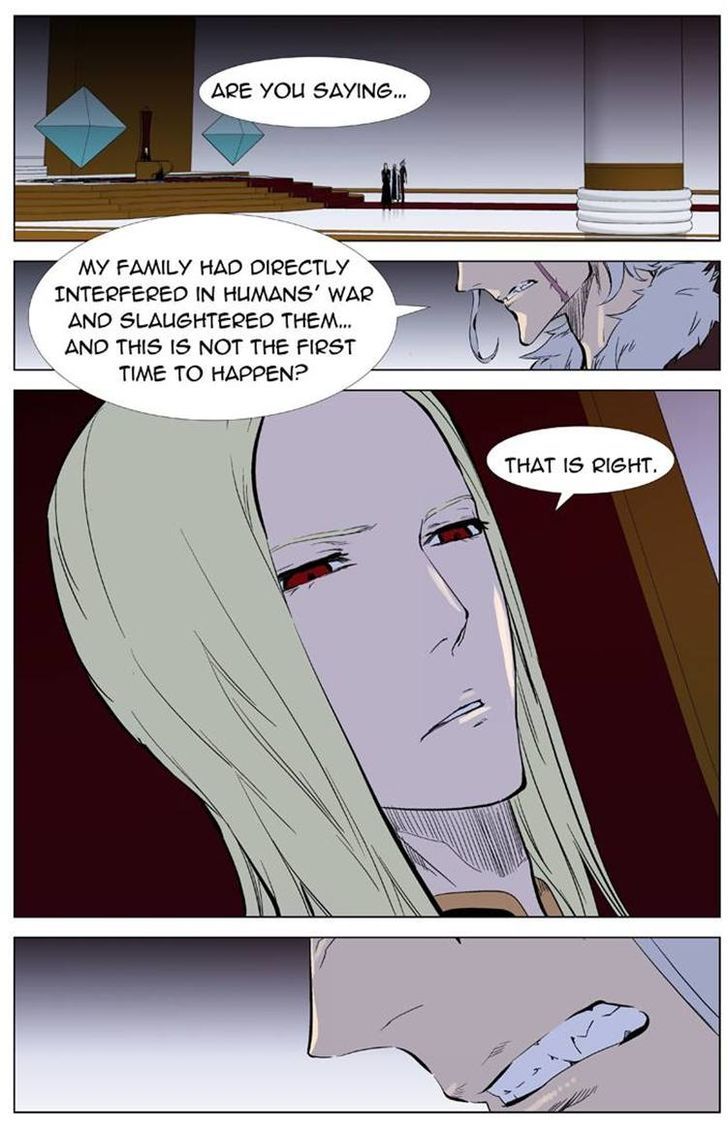 ARE YOU SAYING...
MY FAMILY HAD DIRECTLY
INTERFERED IN HUMANS' WAR
AND SLAUGHTERED THEM...
AND THIS IS NOT THE FIRST
TIME TO HAPPEN?
THAT IS RIGHT.